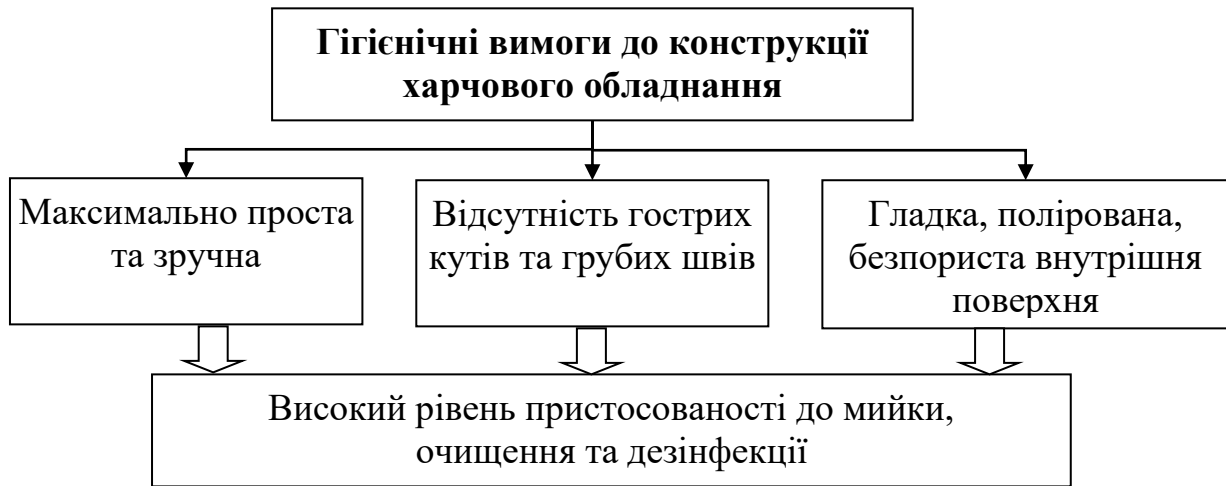 Гігієнічні вимоги до конструкції
харчового обладнання
Максимально проста
та зручна
Відсутність гострих
кутів та грубих швів
Гладка, полірована,
безпориста внутрішня
поверхня
Високий рівень пристосованості до мийки,
очищення та дезінфекції